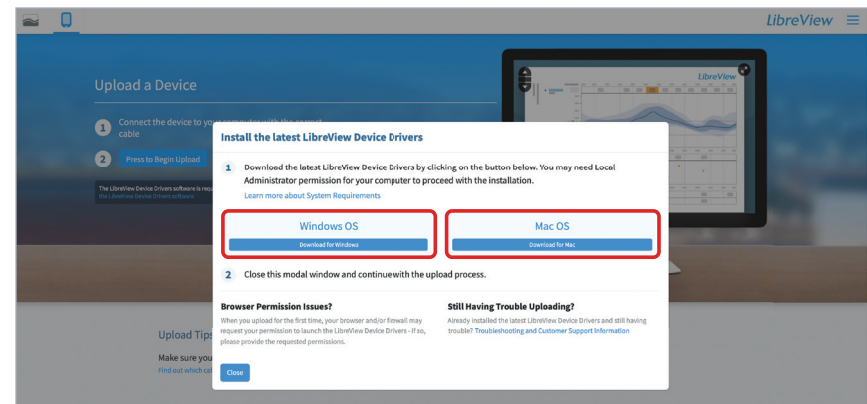 LibreView
Upload a Device
LibreView
1 Connect the device to your computer with the correct
cable
2 Press to Begin Upload
The LibreView Device Drivers software is requ
the LibreView Device Drivers software
Install the latest LibreView Device Drivers
1 Download the latest LibreView Device Drivers by clicking on the button below. You may need Local
Administrator permission for your computer to proceed with the installation.
Learn more about System Requirements
Windows OS
Download for Windows
Mac OS
Download for Mac
2 Close this modal window and continuewith the upload process.
Browser Permission Issues?
When you upload for the first time, your browser and/or firewall may
request your permission to launch the LibreView Device Drivers - if so,
please provide the requested permissions.
Still Having Trouble Uploading?
Already installed the latest LibreView Device Drivers and still having
trouble? Troubleshooting and Customer Support Information
Close
Upload Tips
Make sure you
Find out which ca